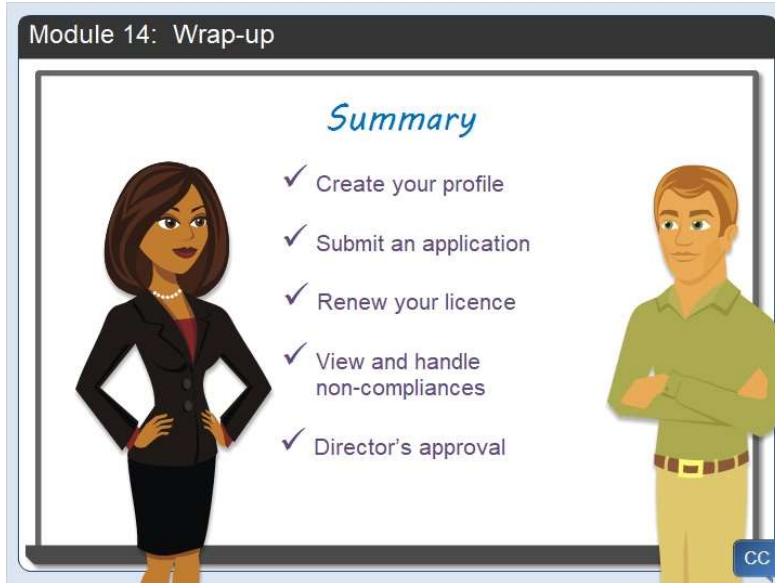 Module 14: Wrap-up
Summary
✓ Create your profile
✓ Submit an application
✓ Renew your licence
✓ View and handle
non-compliances
✓ Director's approval
CC